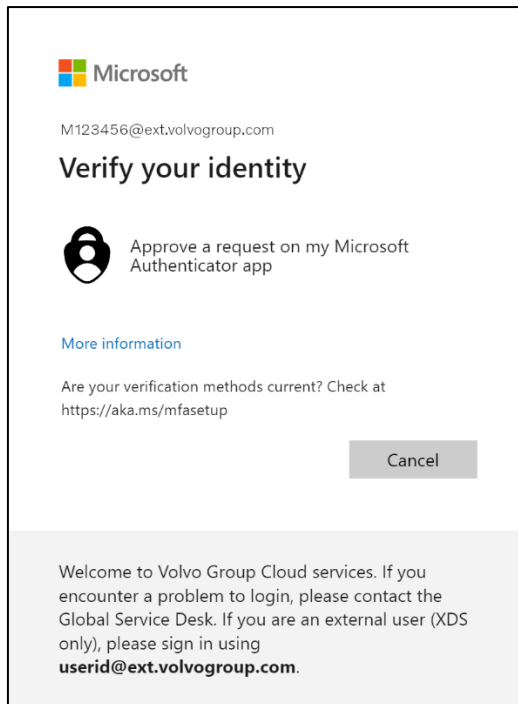 Microsoft
M123456@ext.volvogroup.com
Verify your identity
Approve a request on my Microsoft
Authenticator app
More information
Are your verification methods current? Check at
https://aka.ms/mfasetup
Cancel
Welcome to Volvo Group Cloud services. If you
encounter a problem to login, please contact the
Global Service Desk. If you are an external user (XDS
only), please sign in using
userid@ext.volvogroup.com.